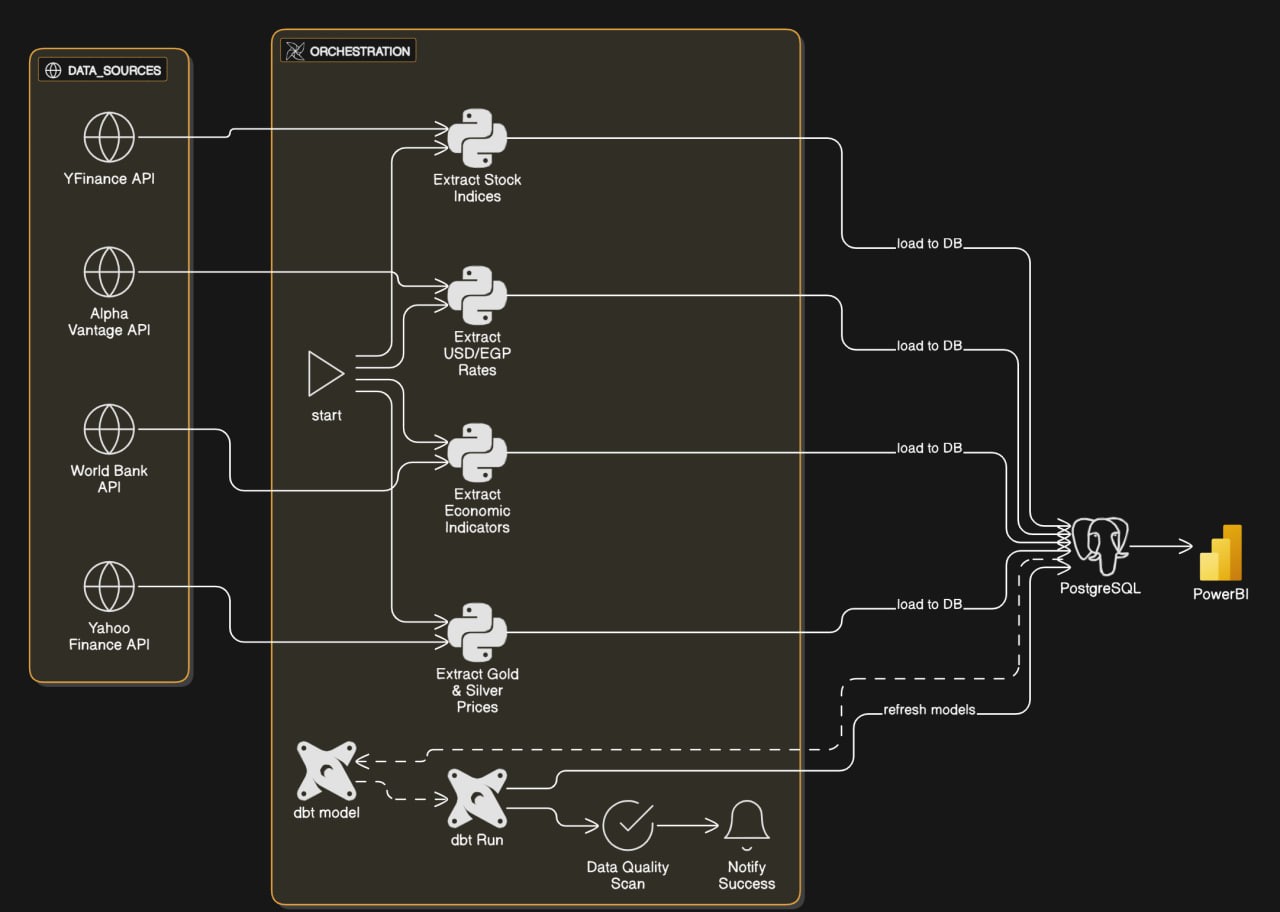 DATA_SOURCES
YFinance API
Alpha
Vantage API
World Bank
API
Yahoo
Finance API
ORCHESTRATION
start
Extract Stock
Indices
Extract
USD/EGP
Rates
Extract
Economic
Indicators
Extract Gold
& Silver
Prices
dbt model
dbt Run
Data Quality
Scan
Notify
Success
load to DB
load to DB
load to DB
load to DB
refresh models
PostgreSQL
PowerBI